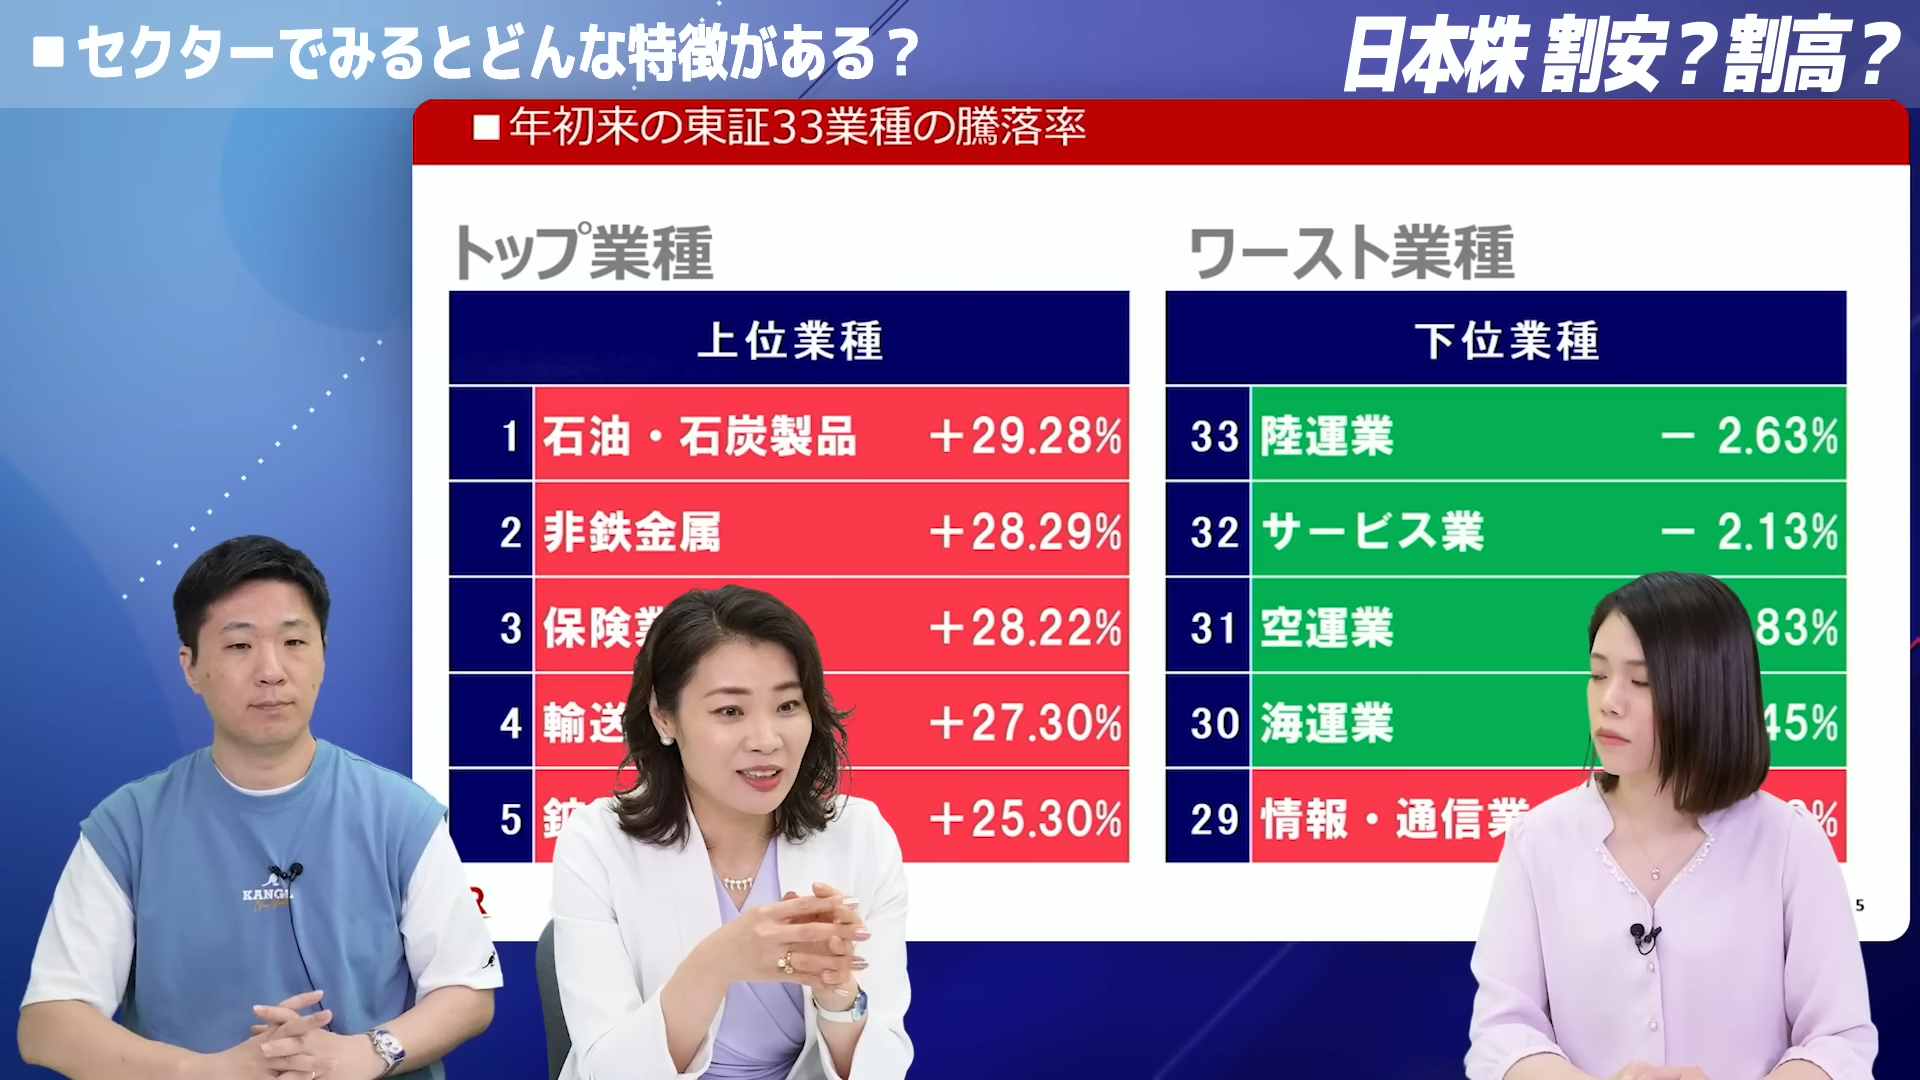 ■セクターでみるとどんな特徴がある？
日本株 割安？割高？
■年初来の東証33業種の騰落率
トップ業種
上位業種
1 石油・石炭製品 +29.28%
2 非鉄金属 +28.29%
3 保険業 +28.22%
4 輸送 +27.30%
5 鉱 +25.30%
ワースト業種
下位業種
33 陸運業 － 2.63%
32 サービス業 － 2.13%
31 空運業 83%
30 海運業 45%
29 情報・通信業 %
R
5
KANG